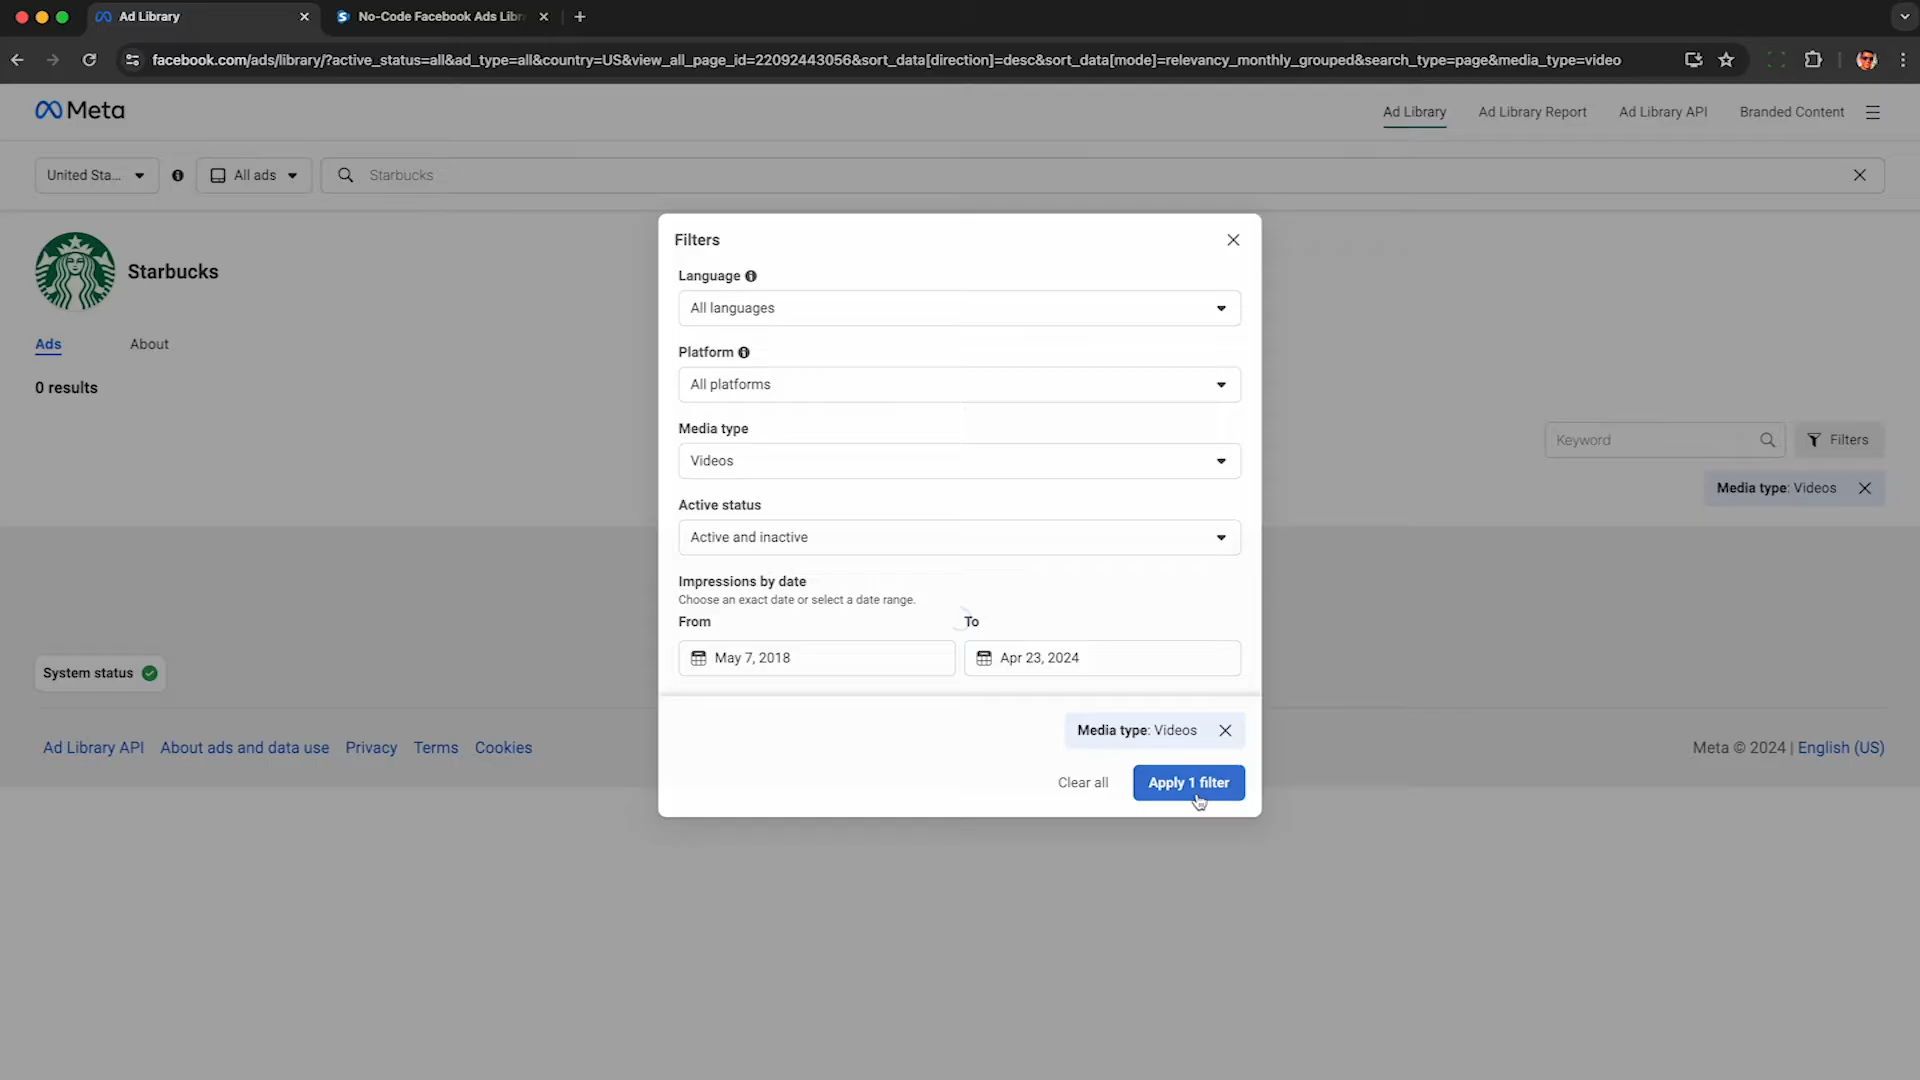 Ad Library
No-Code Facebook Ads Libr
facebook.com/ads/library/?active_status=all&ad_type=all&country=US&view_all_page_id=22092443056&sort_data[direction]=desc&sort_data[mode]=relevancy_monthly_grouped&search_type=page&media_type=video
Meta
Ad Library
Ad Library Report
Ad Library API
Branded Content
United Sta...
All ads
Starbucks
Starbucks
Ads
About
0 results
Keyword
Filters
Media type: Videos
Filters
Language
All languages
Platform
All platforms
Media type
Videos
Active status
Active and inactive
Impressions by date
Choose an exact date or select a date range.
From
To
May 7, 2018
Apr 23, 2024
Media type: Videos
Clear all
Apply 1 filter
System status
Ad Library API
About ads and data use
Privacy
Terms
Cookies
Meta © 2024 | English (US)